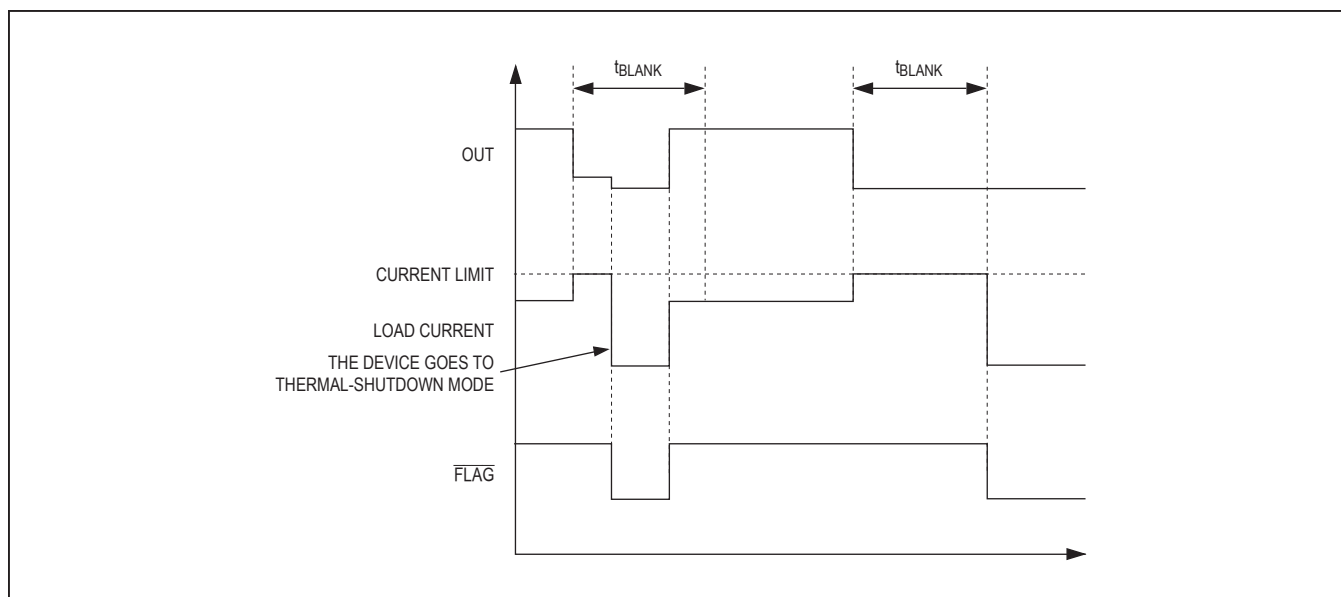 tBLANK
tBLANK
OUT
CURRENT LIMIT
LOAD CURRENT
THE DEVICE GOES TO
THERMAL-SHUTDOWN MODE
FLAG